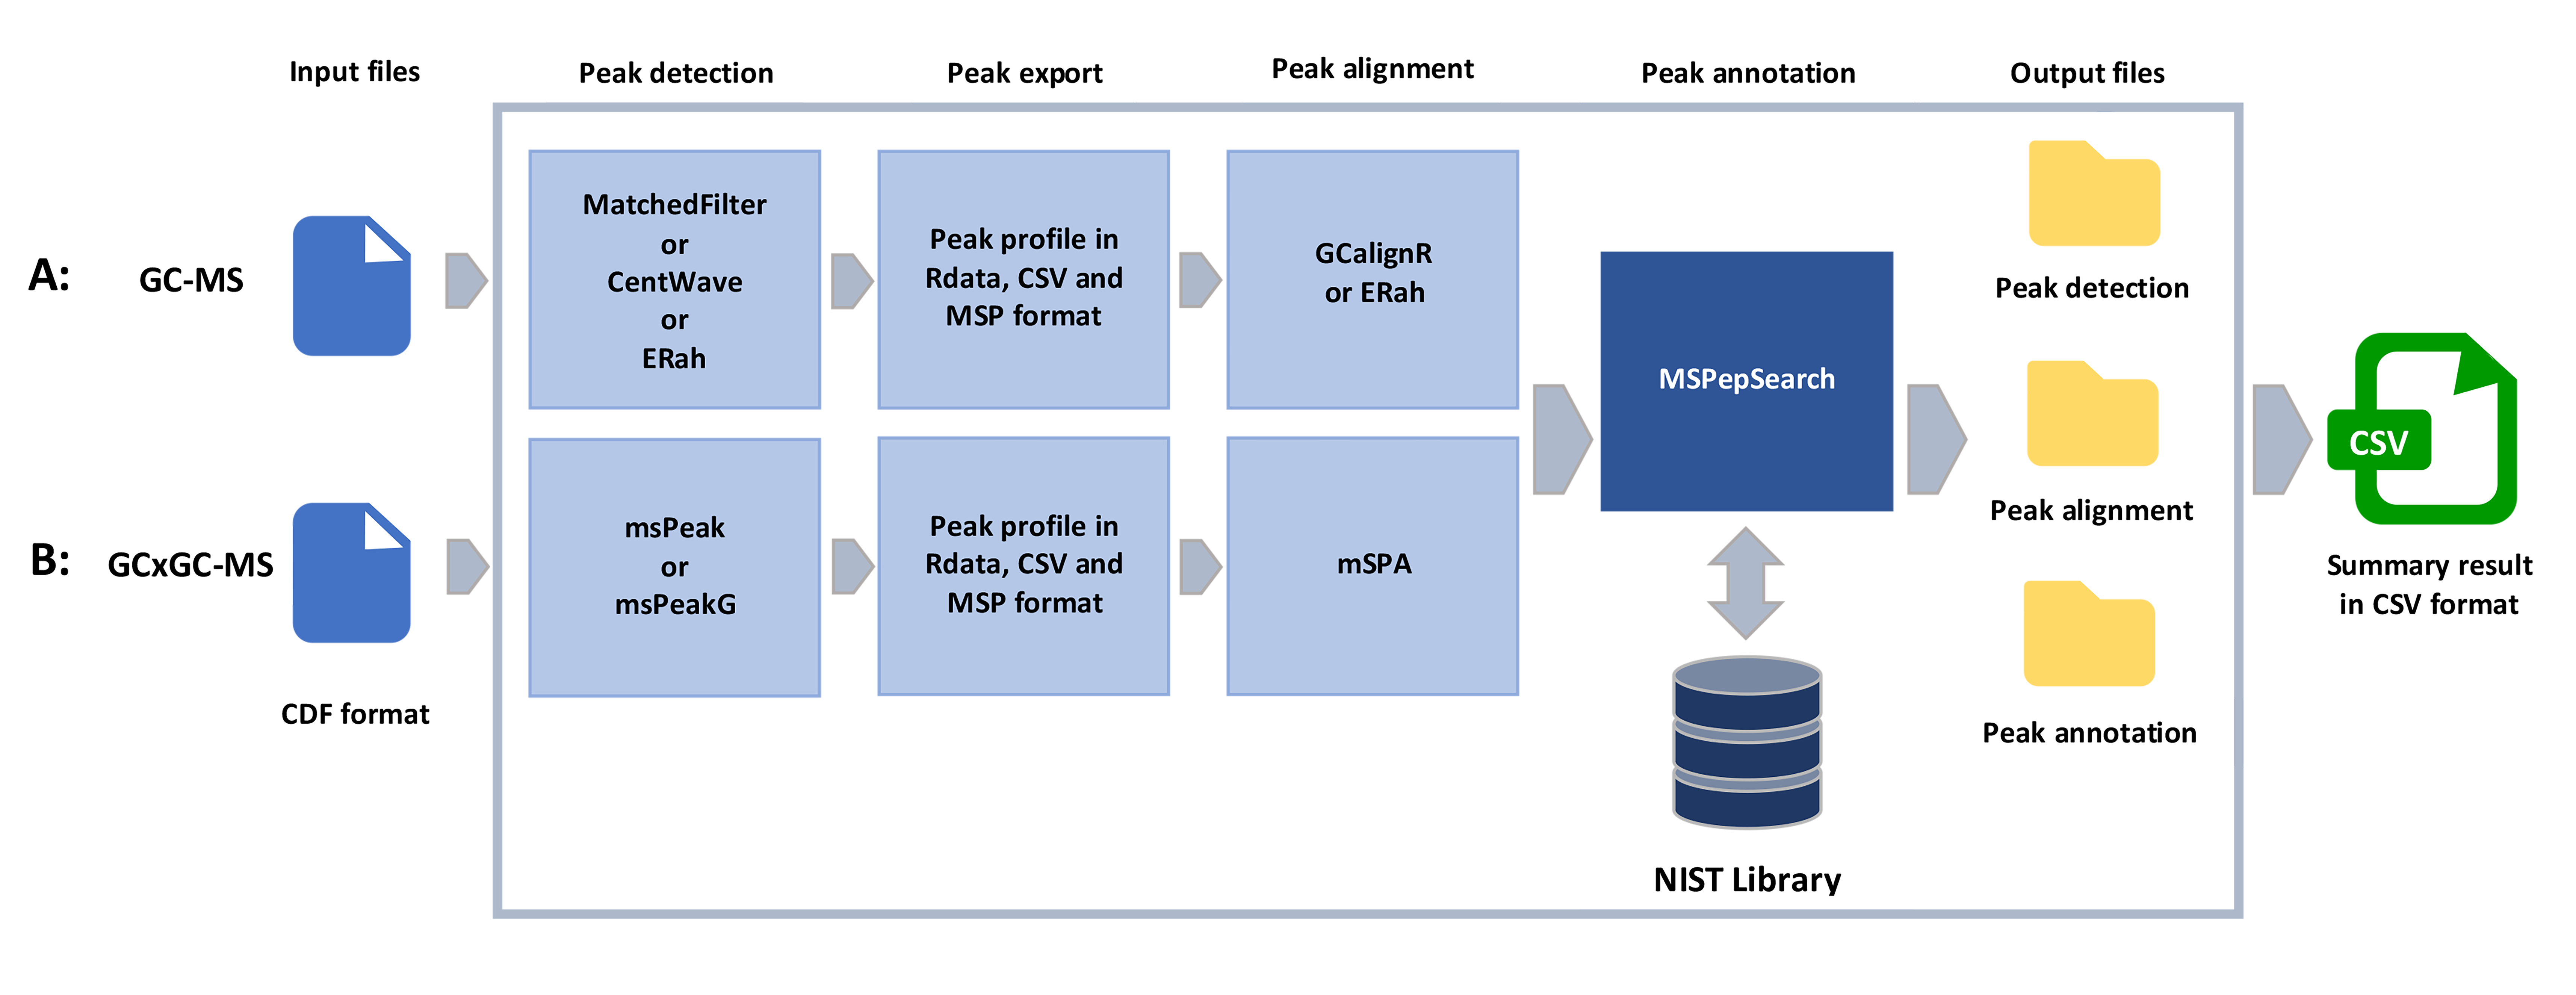 Input files
Peak detection
Peak export
Peak alignment
Peak annotation
Output files
A:
GC-MS
MatchedFilter
or
CentWave
or
ERah
Peak profile in
Rdata, CSV and
MSP format
GCalignR
or ERah
B:
GCxGC-MS
CDF format
msPeak
or
msPeakG
Peak profile in
Rdata, CSV and
MSP format
mSPA
MSPepSearch
NIST Library
Peak detection
Peak alignment
Peak annotation
CSV
Summary result
in CSV format